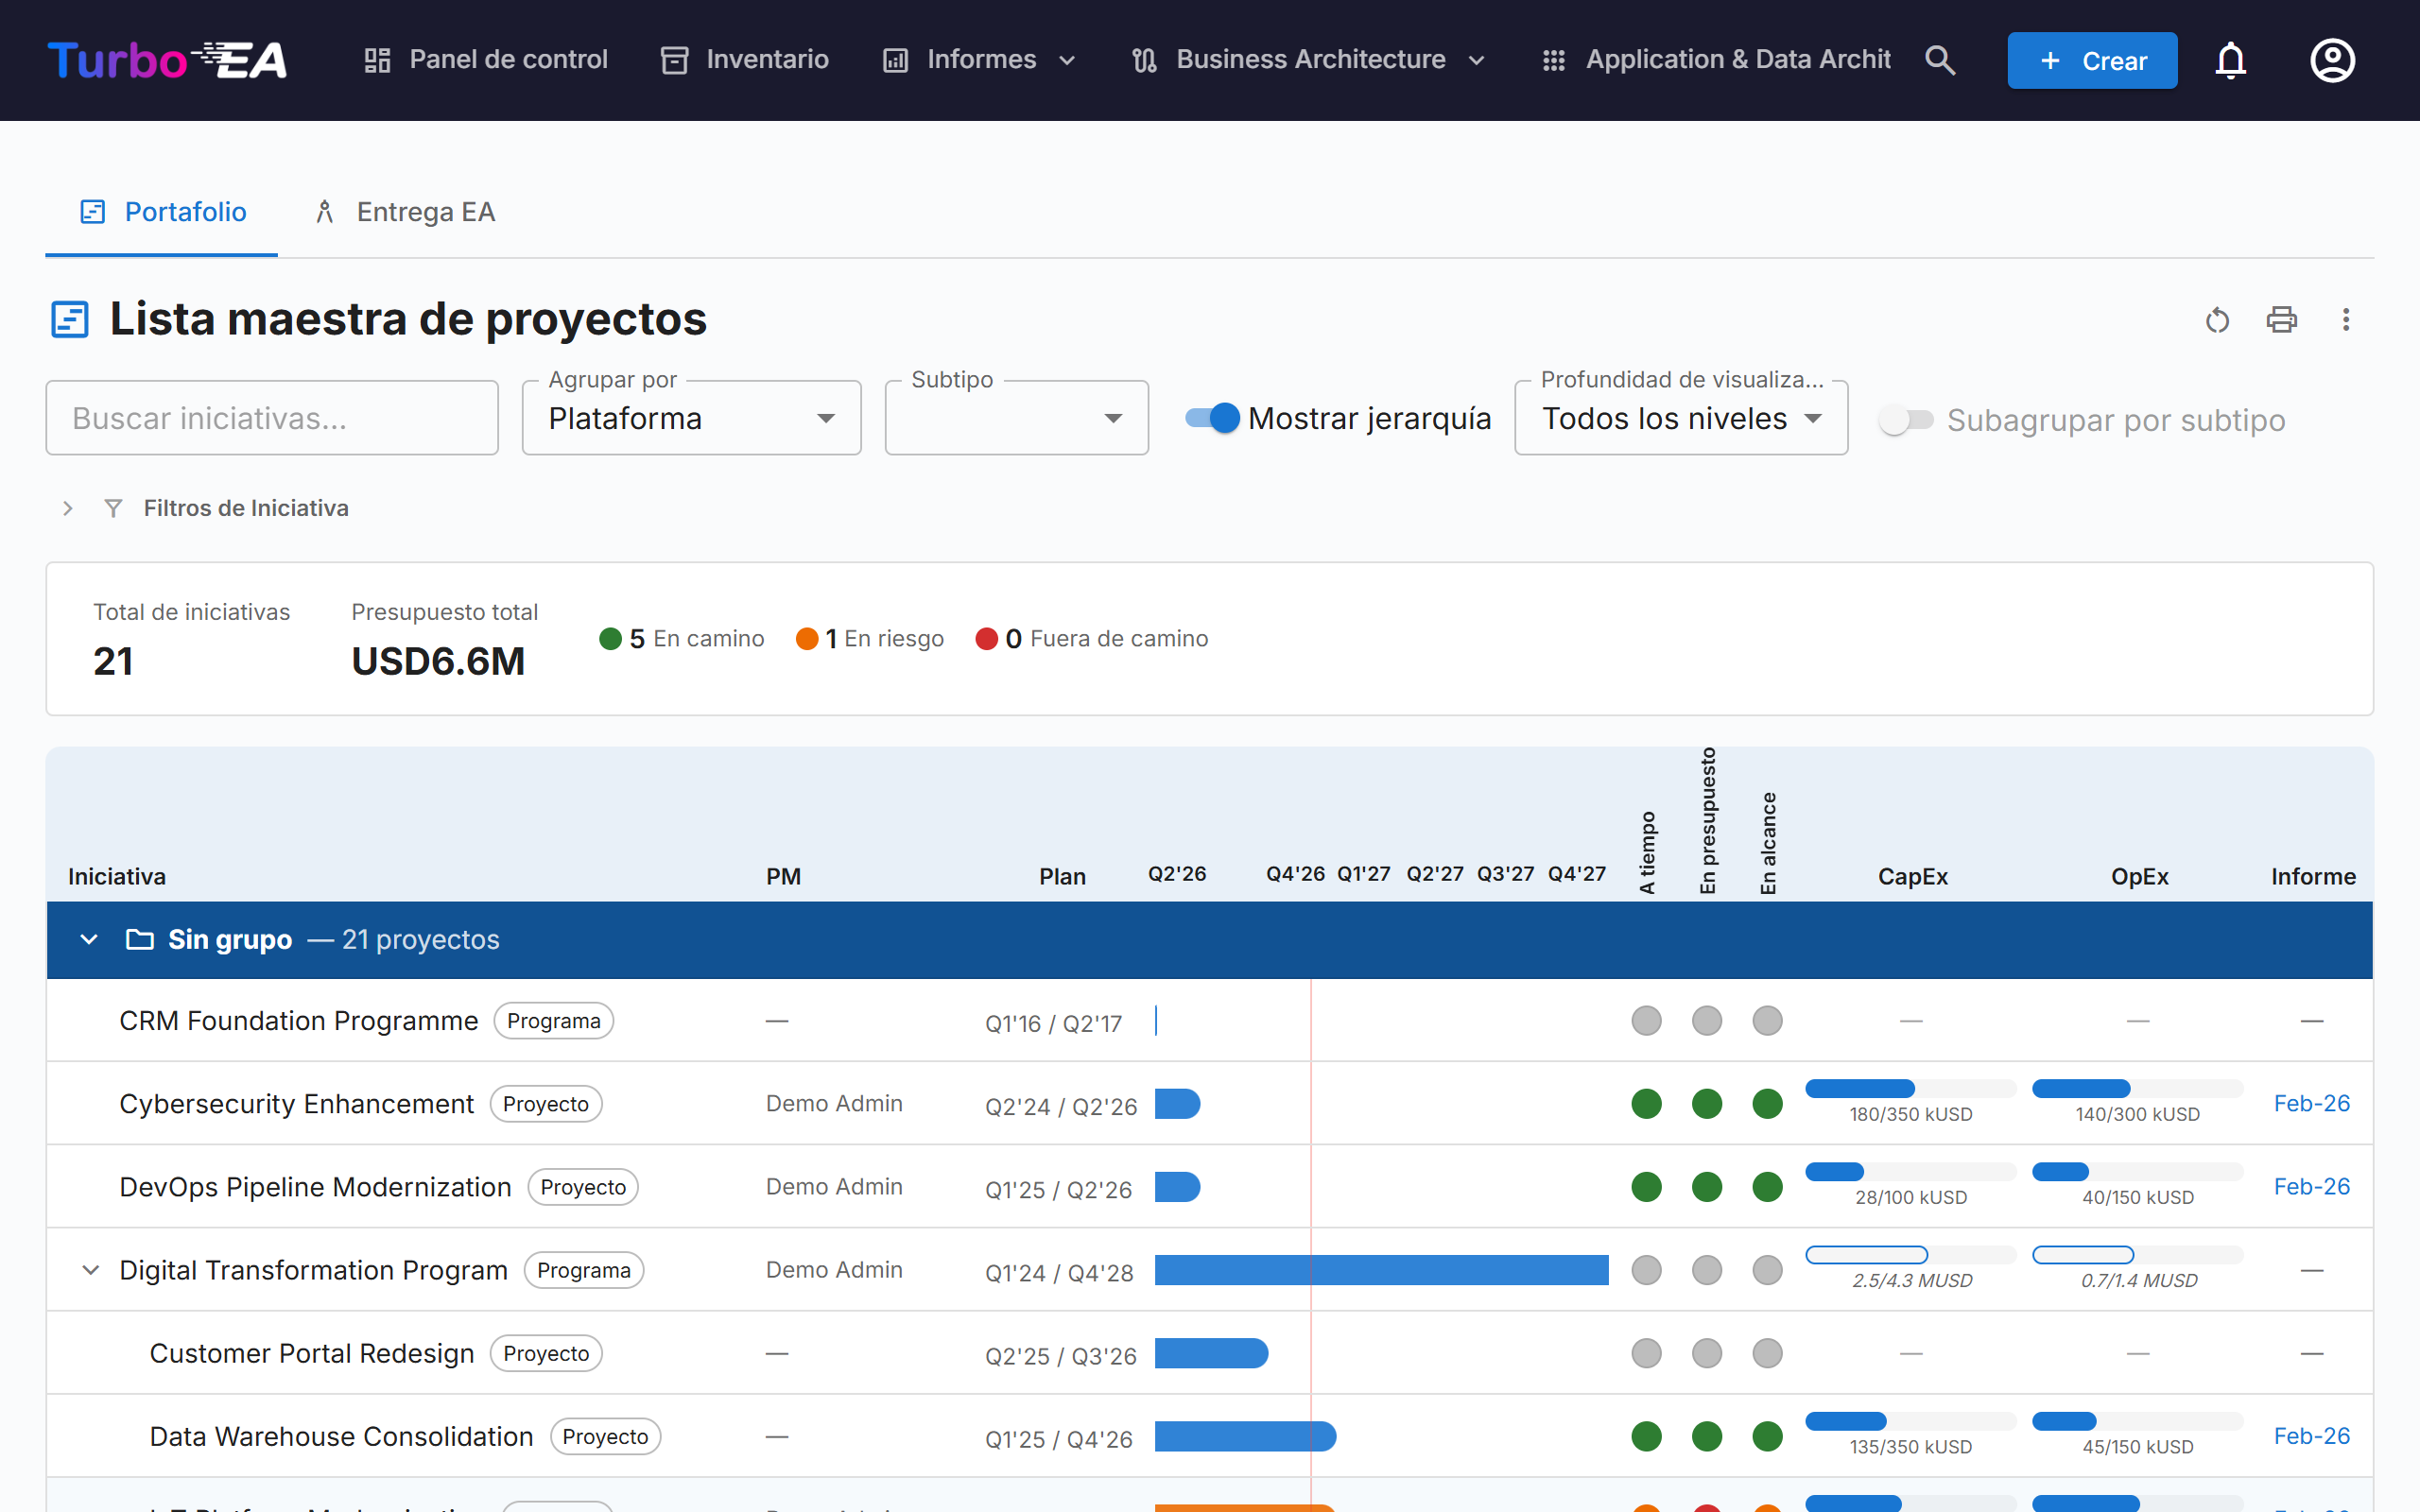 Turbo EA
Panel de control
Inventario
Informes
Business Architecture
Application & Data Archit
+ Crear
Portafolio
Entrega EA
Lista maestra de proyectos
Buscar iniciativas...
Agrupar por
Plataforma
Subtipo
Mostrar jerarquía
Profundidad de visualiza...
Todos los niveles
Subagrupar por subtipo
Filtros de Iniciativa
Total de iniciativas
21
Presupuesto total
USD6.6M
5 En camino
1 En riesgo
0 Fuera de camino
Iniciativa PM Plan Q2'26 Q4'26 Q1'27 Q2'27 Q3'27 Q4'27 A tiempo En presupuesto En alcance CapEx OpEx Informe
Sin grupo — 21 proyectos
CRM Foundation Programme Programa — Q1'16 / Q2'17 — — —
Cybersecurity Enhancement Proyecto Demo Admin Q2'24 / Q2'26 180/350 kUSD 140/300 kUSD Feb-26
DevOps Pipeline Modernization Proyecto Demo Admin Q1'25 / Q2'26 28/100 kUSD 40/150 kUSD Feb-26
Digital Transformation Program Programa Demo Admin Q1'24 / Q4'28 2.5/4.3 MUSD 0.7/1.4 MUSD —
Customer Portal Redesign Proyecto — Q2'25 / Q3'26 — — —
Data Warehouse Consolidation Proyecto — Q1'25 / Q4'26 135/350 kUSD 45/150 kUSD Feb-26